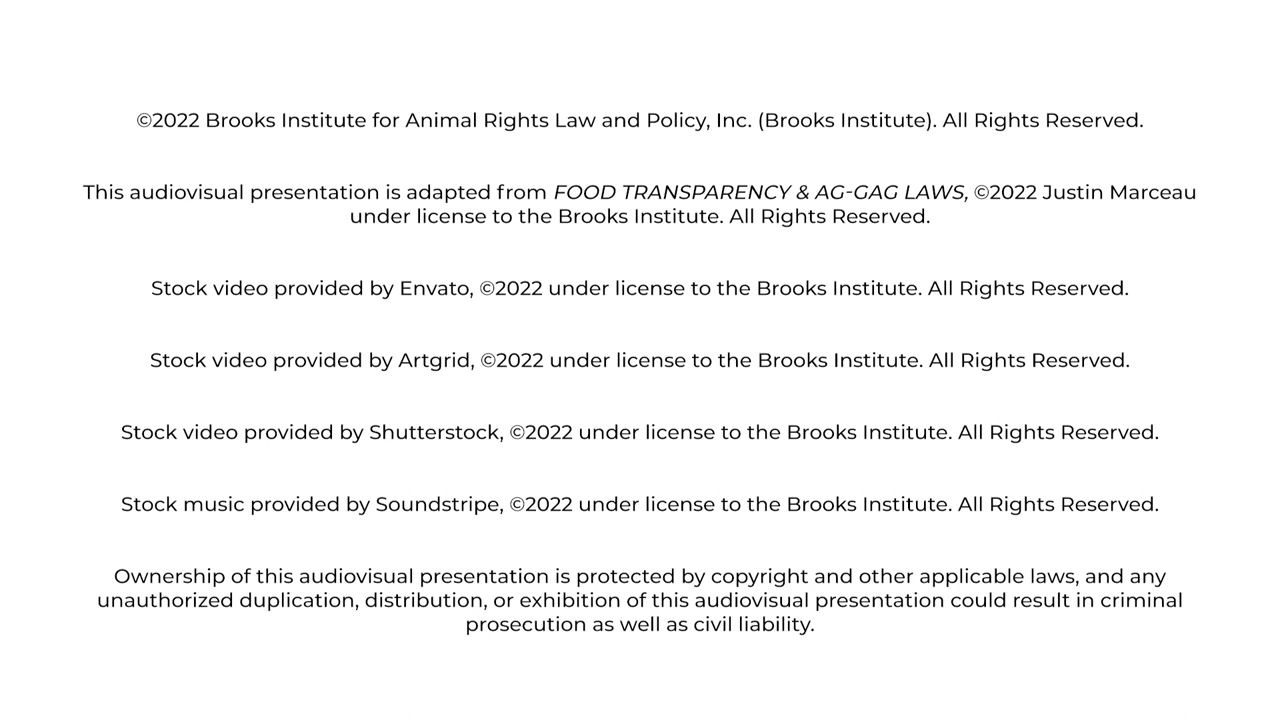 ©2022 Brooks Institute for Animal Rights Law and Policy, Inc. (Brooks Institute). All Rights Reserved.
This audiovisual presentation is adapted from FOOD TRANSPARENCY & AG-GAG LAWS, ©2022 Justin Marceau
under license to the Brooks Institute. All Rights Reserved.
Stock video provided by Envato, ©2022 under license to the Brooks Institute. All Rights Reserved.
Stock video provided by Artgrid, ©2022 under license to the Brooks Institute. All Rights Reserved.
Stock video provided by Shutterstock, ©2022 under license to the Brooks Institute. All Rights Reserved.
Stock music provided by Soundstripe, ©2022 under license to the Brooks Institute. All Rights Reserved.
Ownership of this audiovisual presentation is protected by copyright and other applicable laws, and any
unauthorized duplication, distribution, or exhibition of this audiovisual presentation could result in criminal
prosecution as well as civil liability.